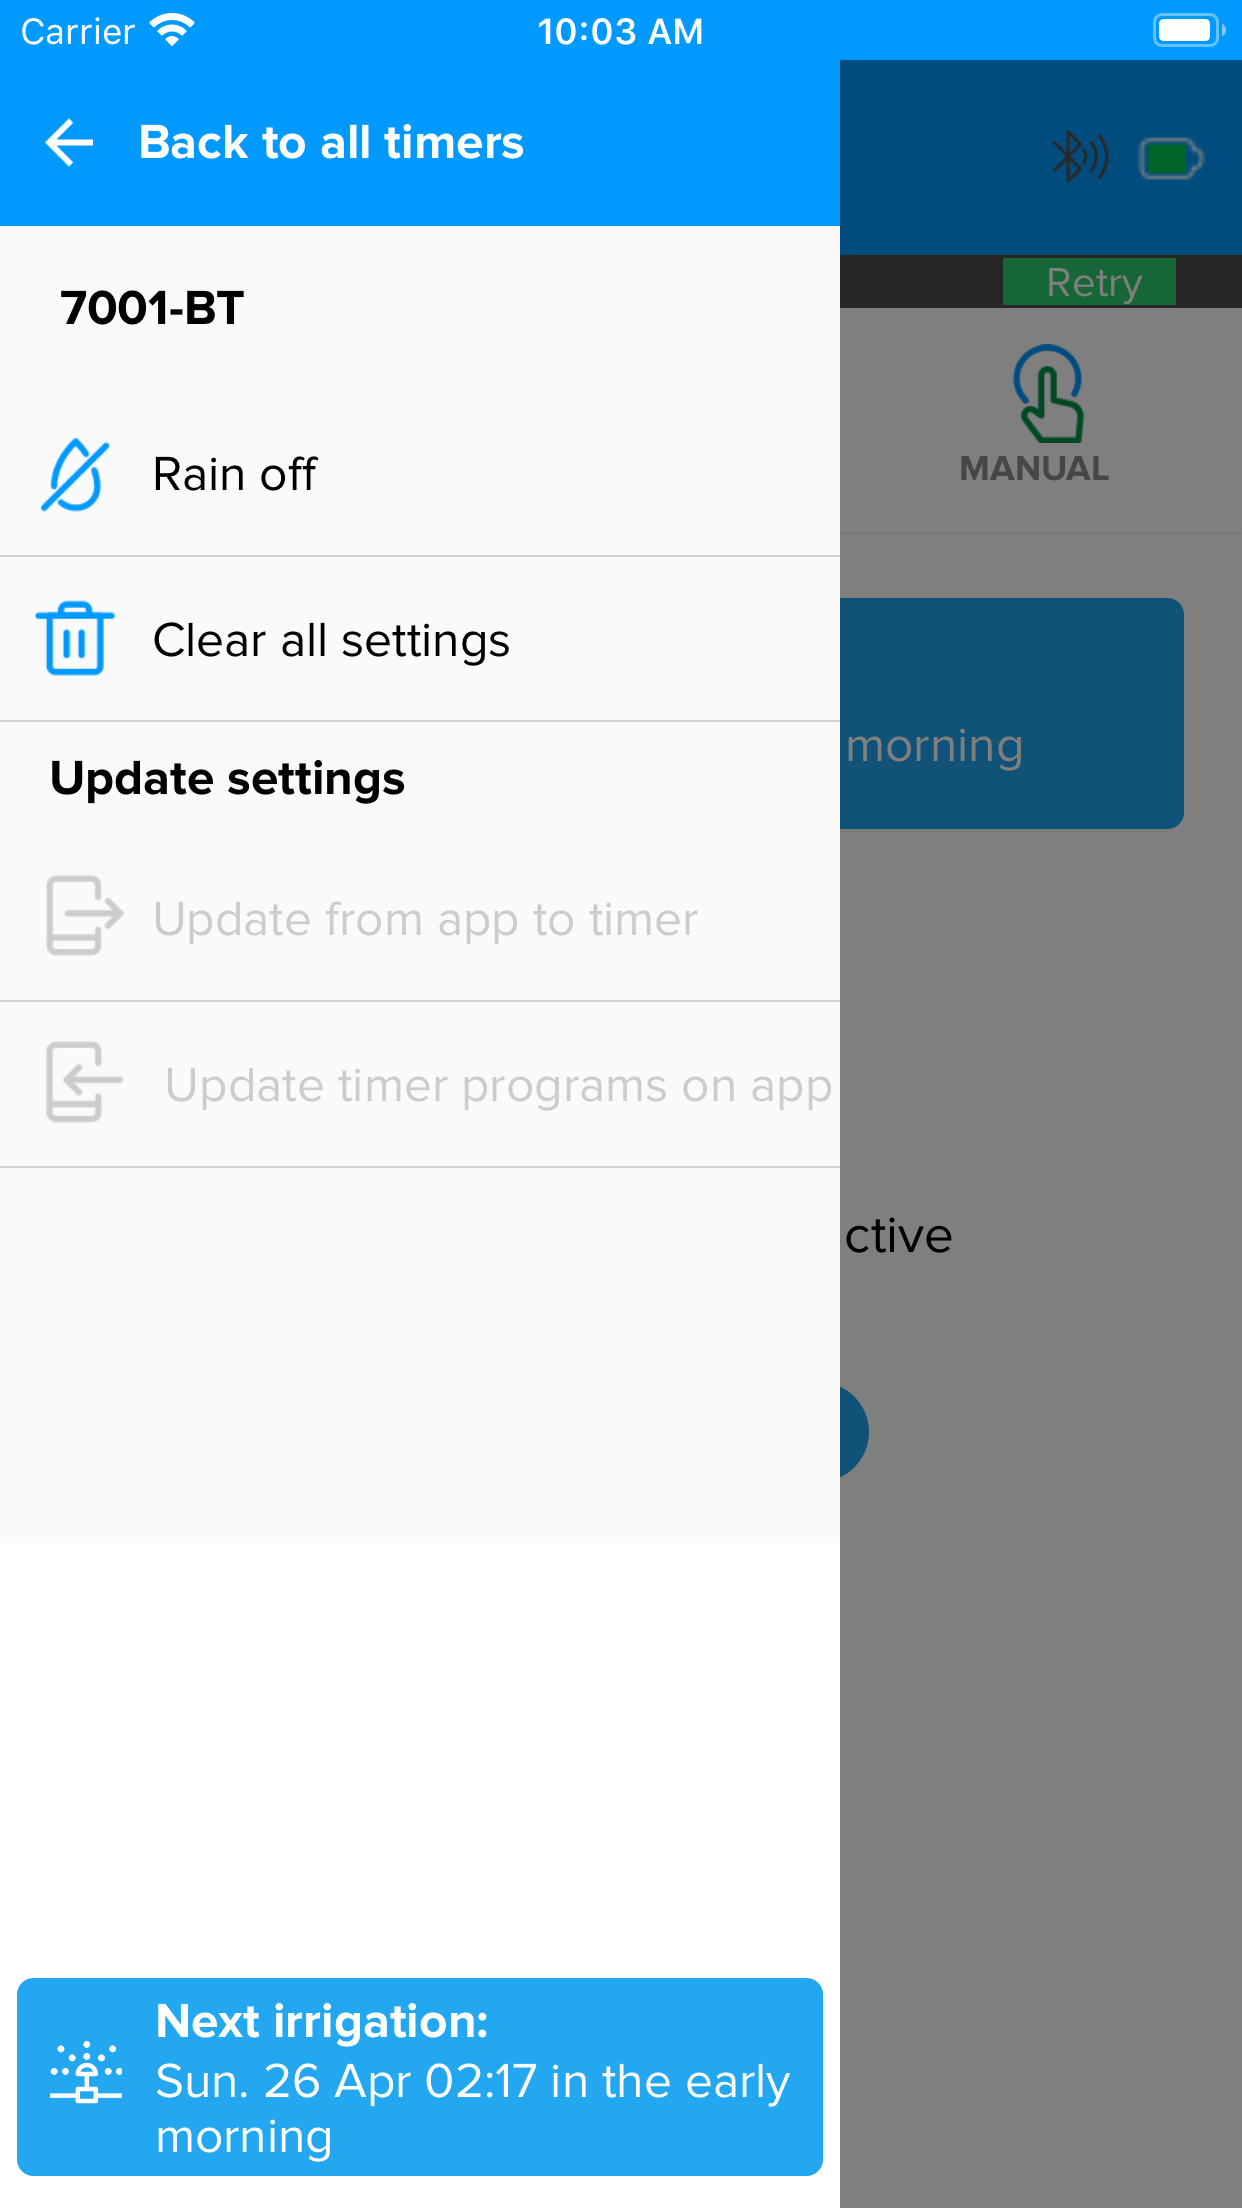 Carrier
10:03 AM
Back to all timers
Retry
7001-BT
MANUAL
Rain off
Clear all settings
morning
Update settings
Update from app to timer
Update timer programs on app
ctive
Next irrigation:
Sun. 26 Apr 02:17 in the early
morning